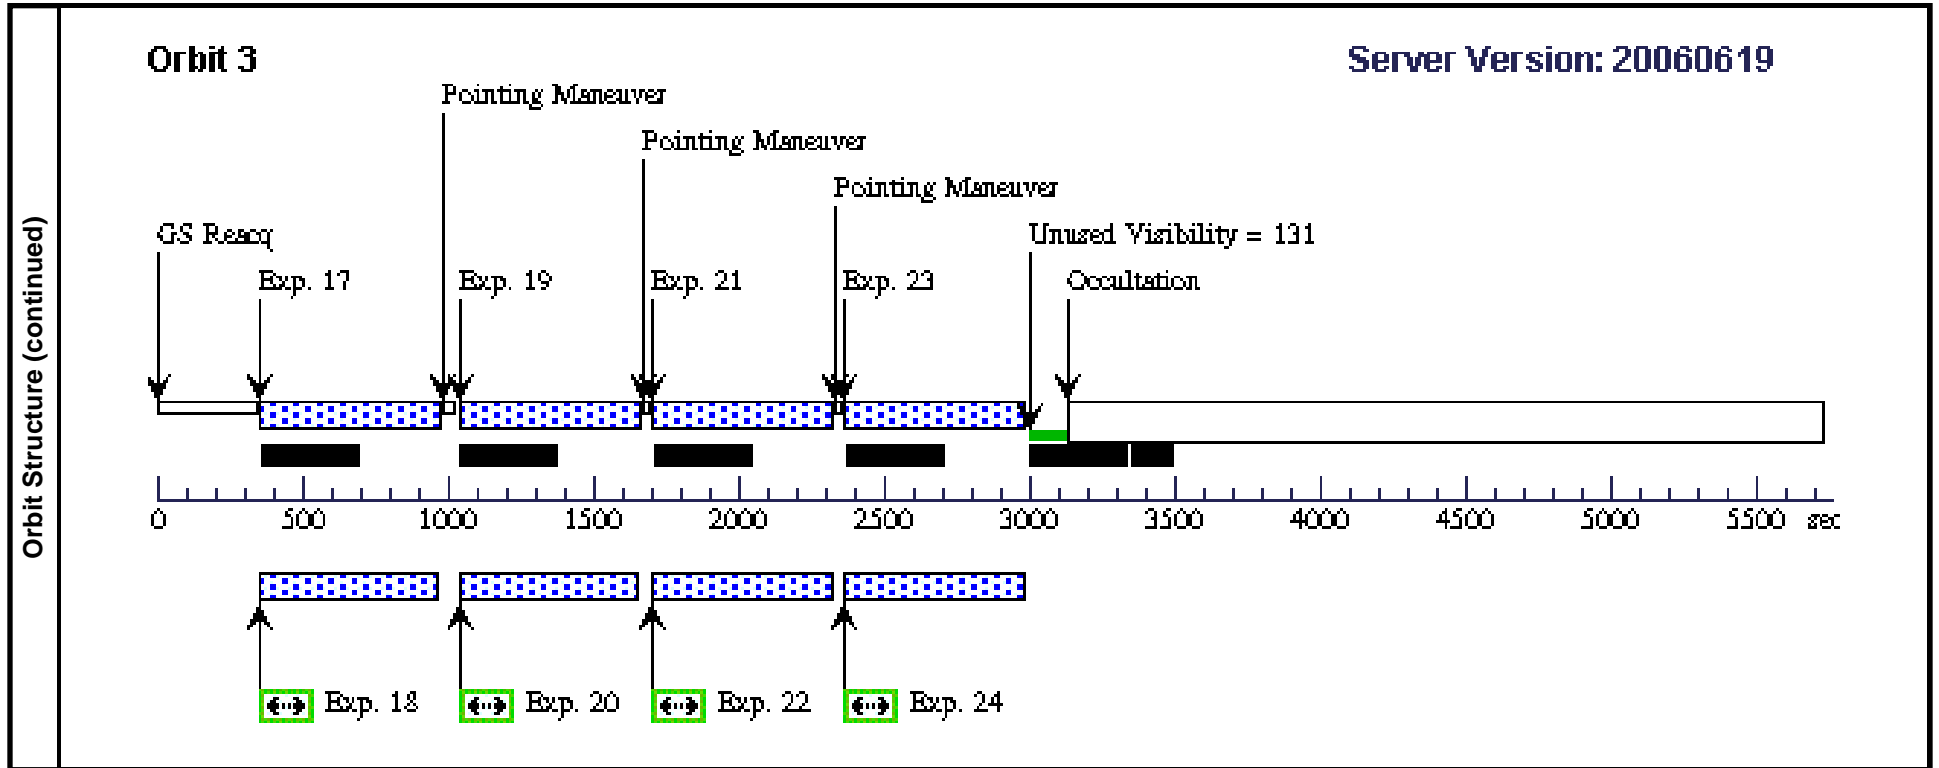 Orbit Structure (continued)
Orbit 3
Server Version: 20060619
Pointing Maneuver
Pointing Maneuver
Pointing Maneuver
GS Reacq
Unused Visibility = 131
Exp. 17
Exp. 19
Exp. 21
Exp. 23
Occultation
0
500
1000
1500
2000
2500
3000
3500
4000
4500
5000
5500
sec
Exp. 18
Exp. 20
Exp. 22
Exp. 24